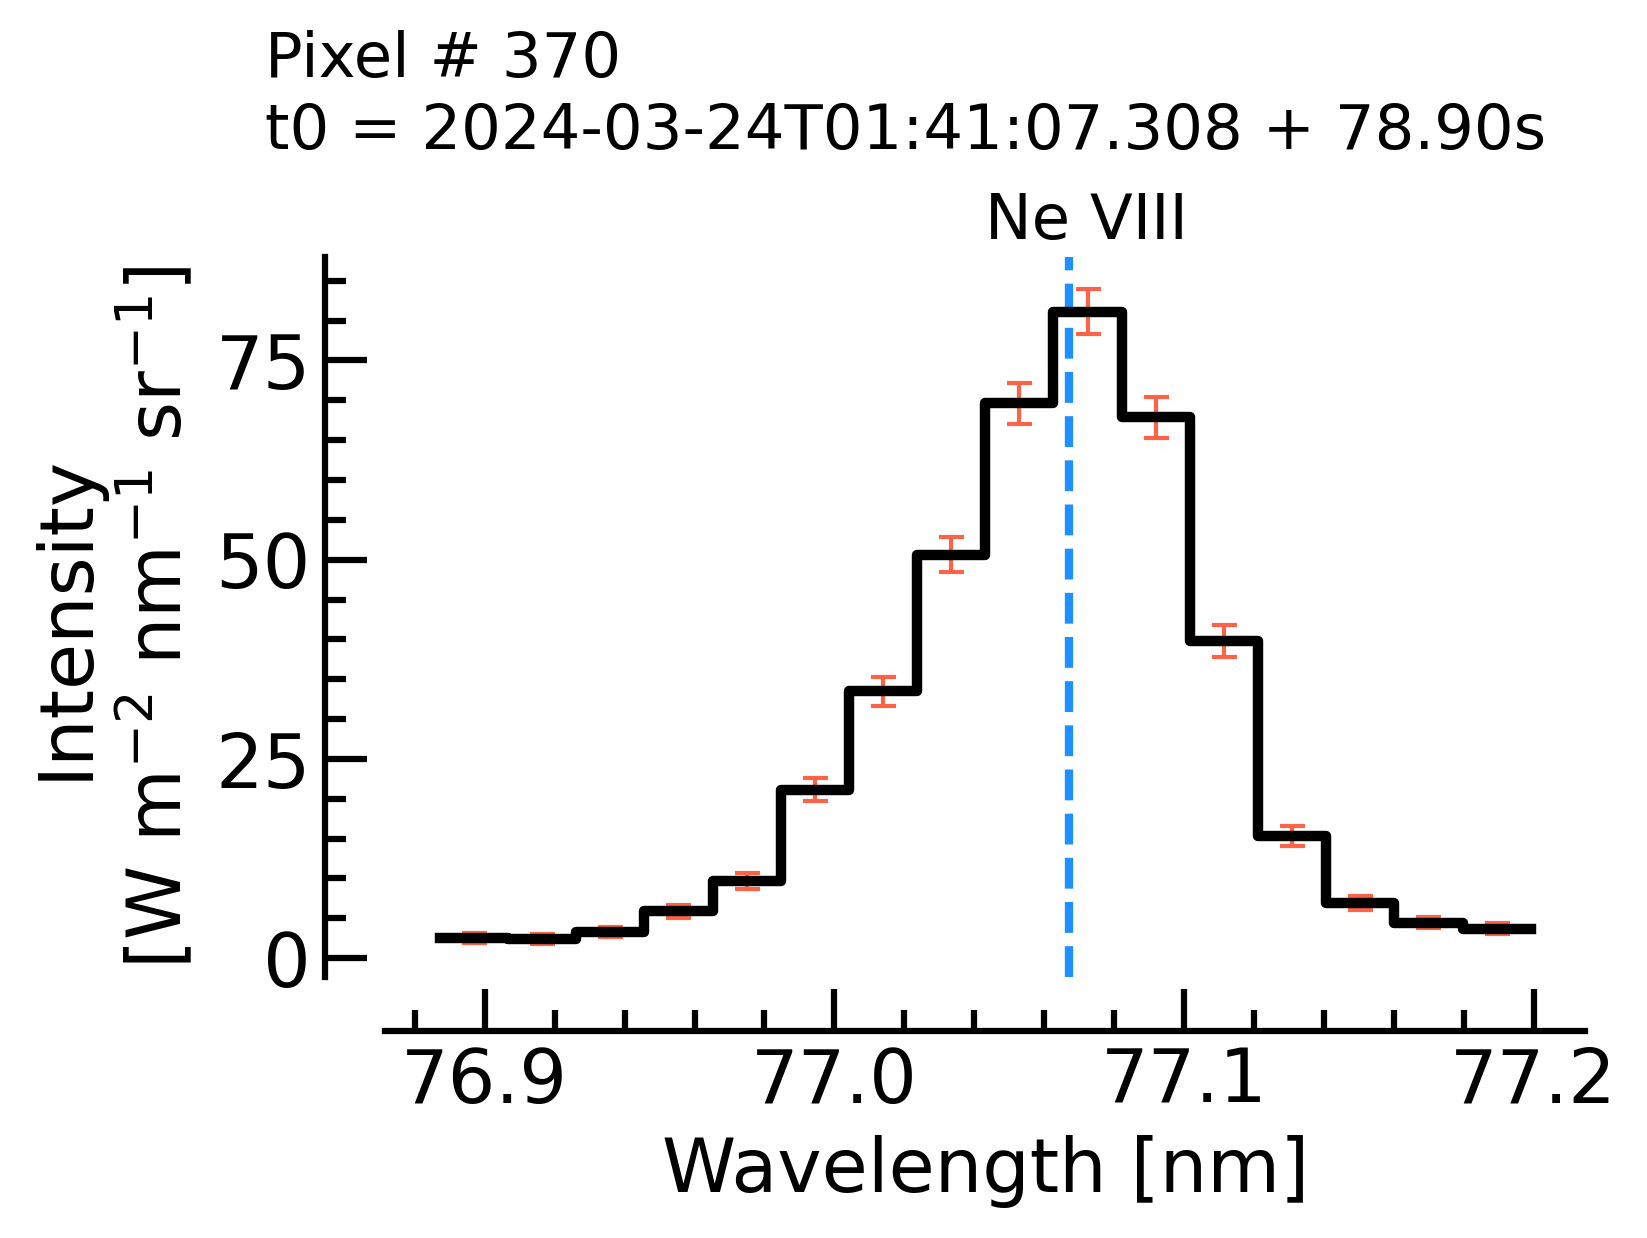 Pixel # 370
t0 = 2024-03-24T01:41:07.308 + 78.90s
Ne VIII
Intensity
[W m⁻² nm⁻¹ sr⁻¹]
75
50
25
0
76.9 77.0 77.1 77.2
Wavelength [nm]